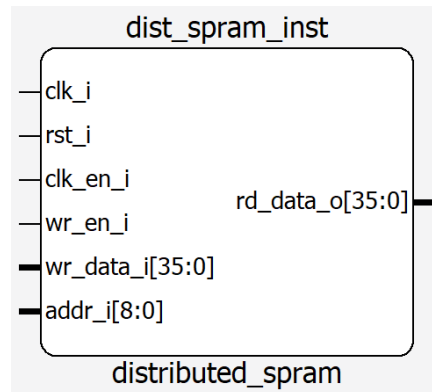 dist_spram_inst
clk_i
rst_i
clk_en_i
rd_data_o[35:0]
wr_en_i
wr_data_i[35:0]
addr_i[8:0]
distributed_spram